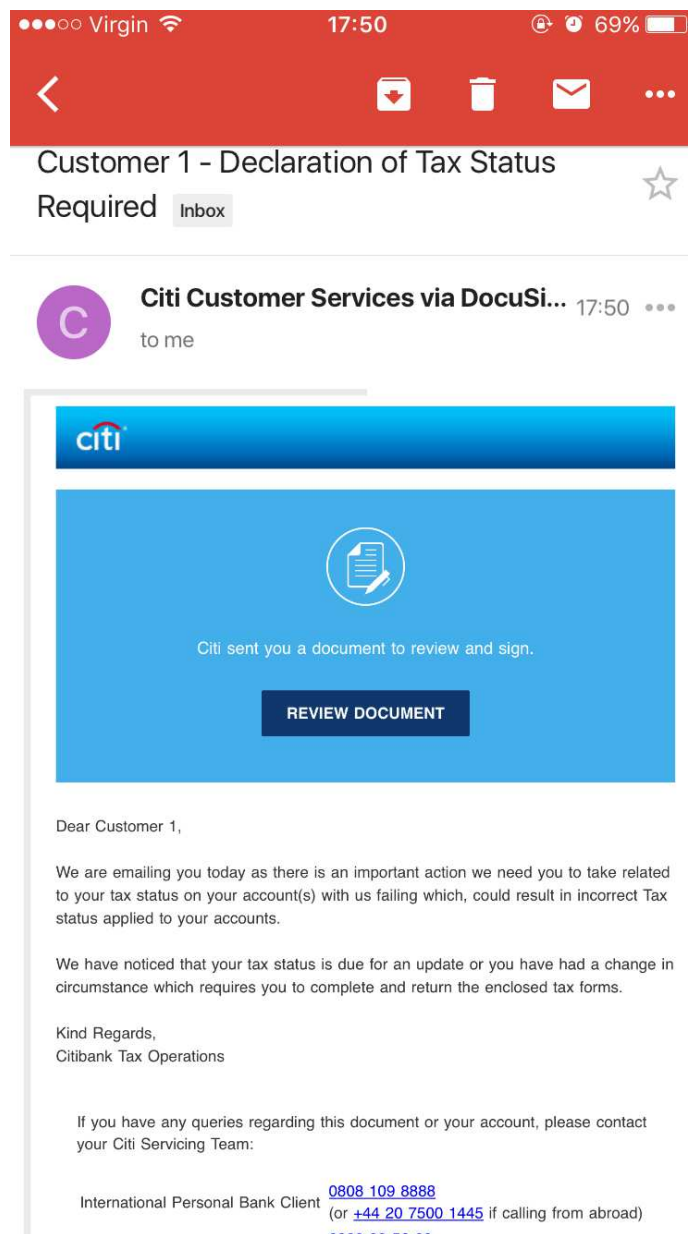 Virgin 17:50 69%
Customer 1 - Declaration of Tax Status
Required Inbox
C
Citi Customer Services via DocuSi... 17:50
to me
citi
Citi sent you a document to review and sign.
REVIEW DOCUMENT
Dear Customer 1,
We are emailing you today as there is an important action we need you to take related
to your tax status on your account(s) with us failing which, could result in incorrect Tax
status applied to your accounts.
We have noticed that your tax status is due for an update or you have had a change in
circumstance which requires you to complete and return the enclosed tax forms.
Kind Regards,
Citibank Tax Operations
If you have any queries regarding this document or your account, please contact
your Citi Servicing Team:
International Personal Bank Client 0808 109 8888
(or +44 20 7500 1445 if calling from abroad)